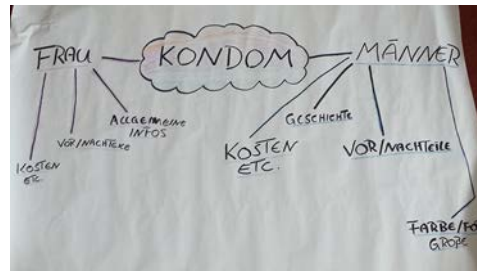 FRAU
KONDOM
MÄNNER
ALLGEMEINE
INFOS
VOR/NACHTEILE
KOSTEN
ETC.
GESCHICHTE
KOSTEN
ETC.
VOR/NACHTEILE
FARBE/FO
GRÖßE